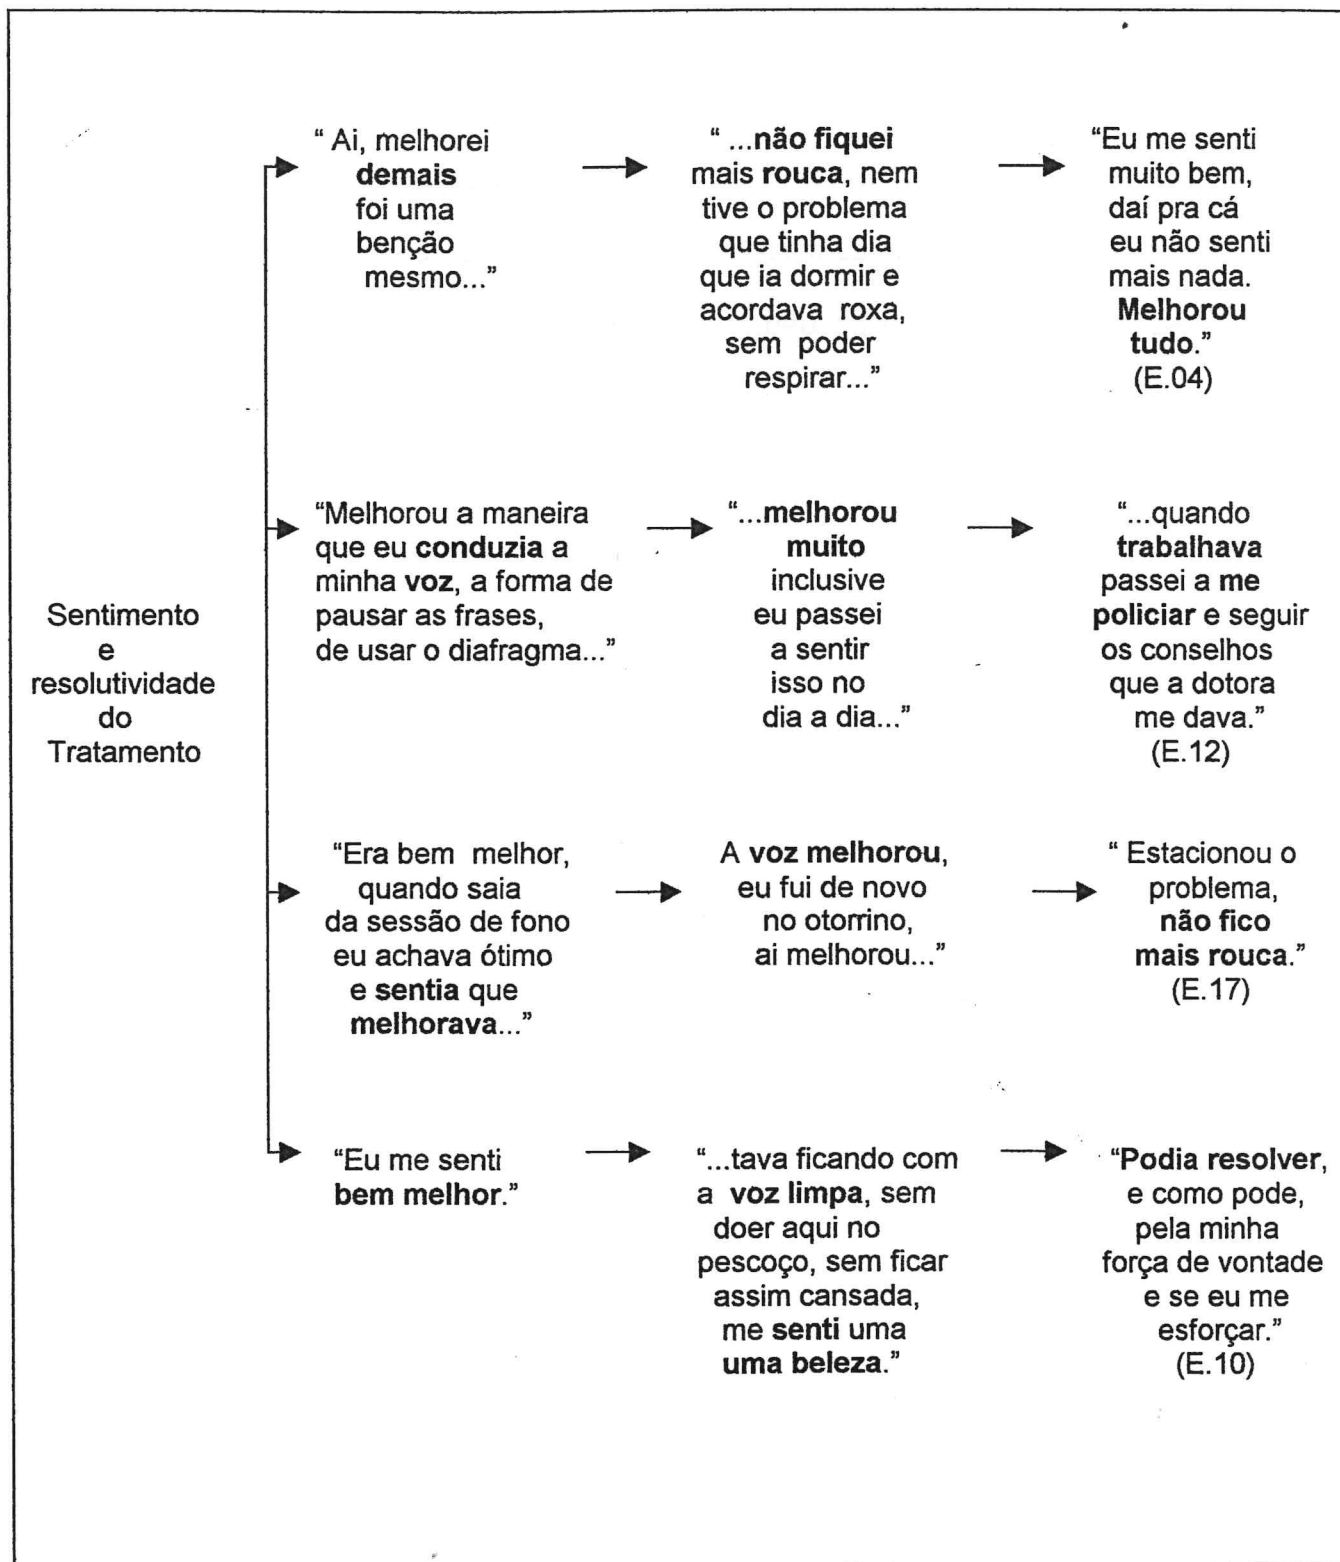 Sentimento
e
resolutividade
do
Tratamento
“ Ai, melhorei
demais
foi uma
benção
mesmo...”
“ ...não fiquei
mais rouca, nem
tive o problema
que tinha dia
que ia dormir e
acordava roxa,
sem poder
respirar...”
“Eu me senti
muito bem,
daí pra cá
eu não senti
mais nada.
Melhorou
tudo.”
(E.04)
“Melhorou a maneira
que eu conduzia a
minha voz, a forma de
pausar as frases,
de usar o diafragma...”
“...melhorou
muito
inclusive
eu passei
a sentir
isso no
dia a dia...”
“...quando
trabalhava
passei a me
policiar e seguir
os conselhos
que a dotora
me dava.”
(E.12)
“Era bem melhor,
quando saia
da sessão de fono
eu achava ótimo
e sentia que
melhorava...”
A voz melhorou,
eu fui de novo
no otorrino,
ai melhorou...”
“ Estacionou o
problema,
não fico
mais rouca.”
(E.17)
“Eu me senti
bem melhor.”
“...tava ficando com
a voz limpa, sem
doer aqui no
pescoço, sem ficar
assim cansada,
me senti uma
uma beleza.”
“Podia resolver,
e como pode,
pela minha
força de vontade
e se eu me
esforçar.”
(E.10)